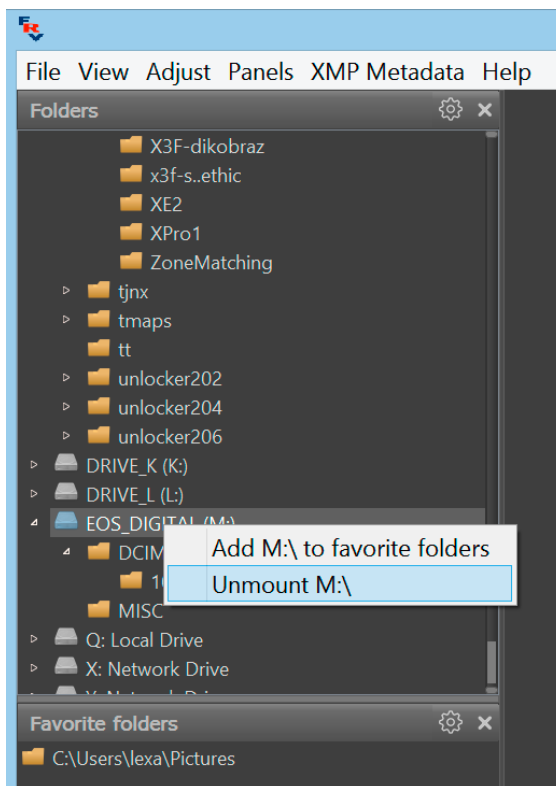 FRV
File View Adjust Panels XMP Metadata Help
Folders
X3F-dikobraz
x3f-s..ethic
XE2
XPro1
ZoneMatching
tjnx
tmaps
tt
unlocker202
unlocker204
unlocker206
DRIVE_K (K:)
DRIVE_L (L:)
EOS_DIGITAL (M:)
Add M:\ to favorite folders
DCIM
Unmount M:\
MISC
Q: Local Drive
X: Network Drive
Favorite folders
C:\Users\lexa\Pictures